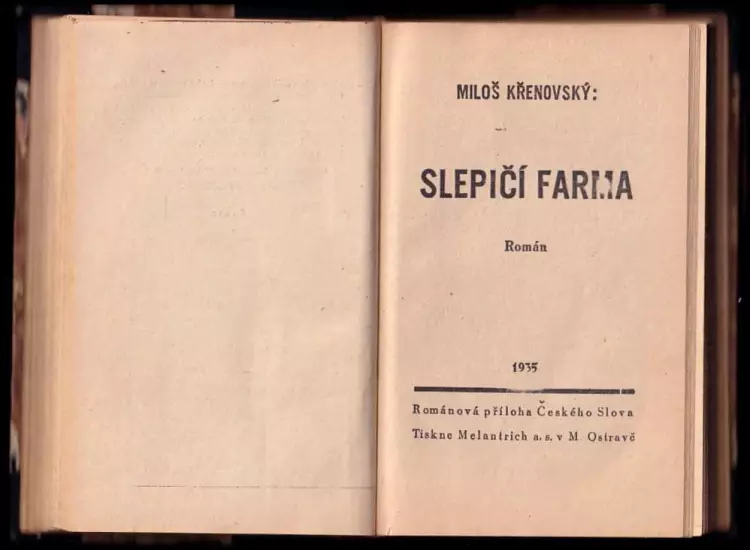 MILOŠ KŘENOVSKÝ:
SLEPIČÍ FARMA
Román
1935
Románová příloha Českého Slova
Tiskne Melantrich a. s. v M. Ostravě